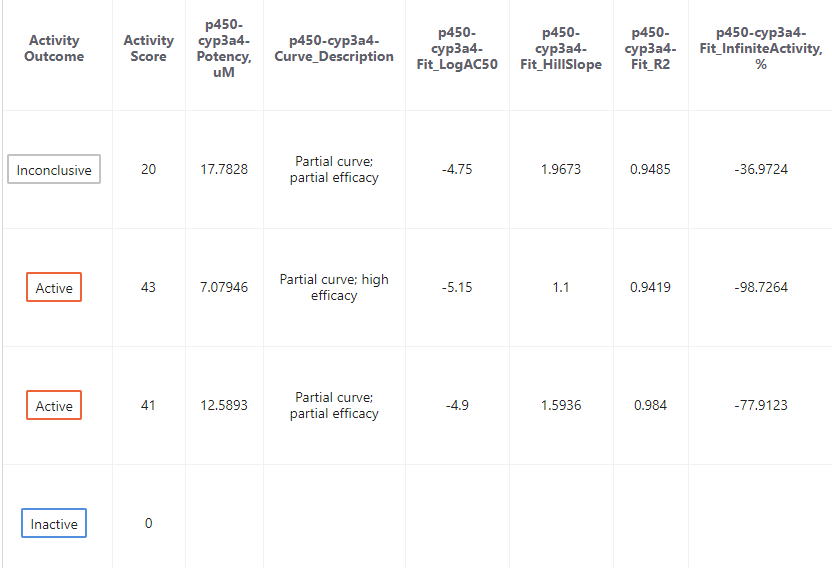 Activity
Outcome
Activity
Score
p450-
cyp3a4-
Potency,
uM
p450-cyp3a4-
Curve_Description
p450-
cyp3a4-
Fit_LogAC50
p450-
cyp3a4-
Fit_HillSlope
p450-
cyp3a4-
Fit_R2
p450-cyp3a4-
Fit_InfiniteActivity,
%
Inconclusive
20
17.7828
Partial curve;
partial efficacy
-4.75
1.9673
0.9485
-36.9724
Active
43
7.07946
Partial curve; high
efficacy
-5.15
1.1
0.9419
-98.7264
Active
41
12.5893
Partial curve;
partial efficacy
-4.9
1.5936
0.984
-77.9123
Inactive
0